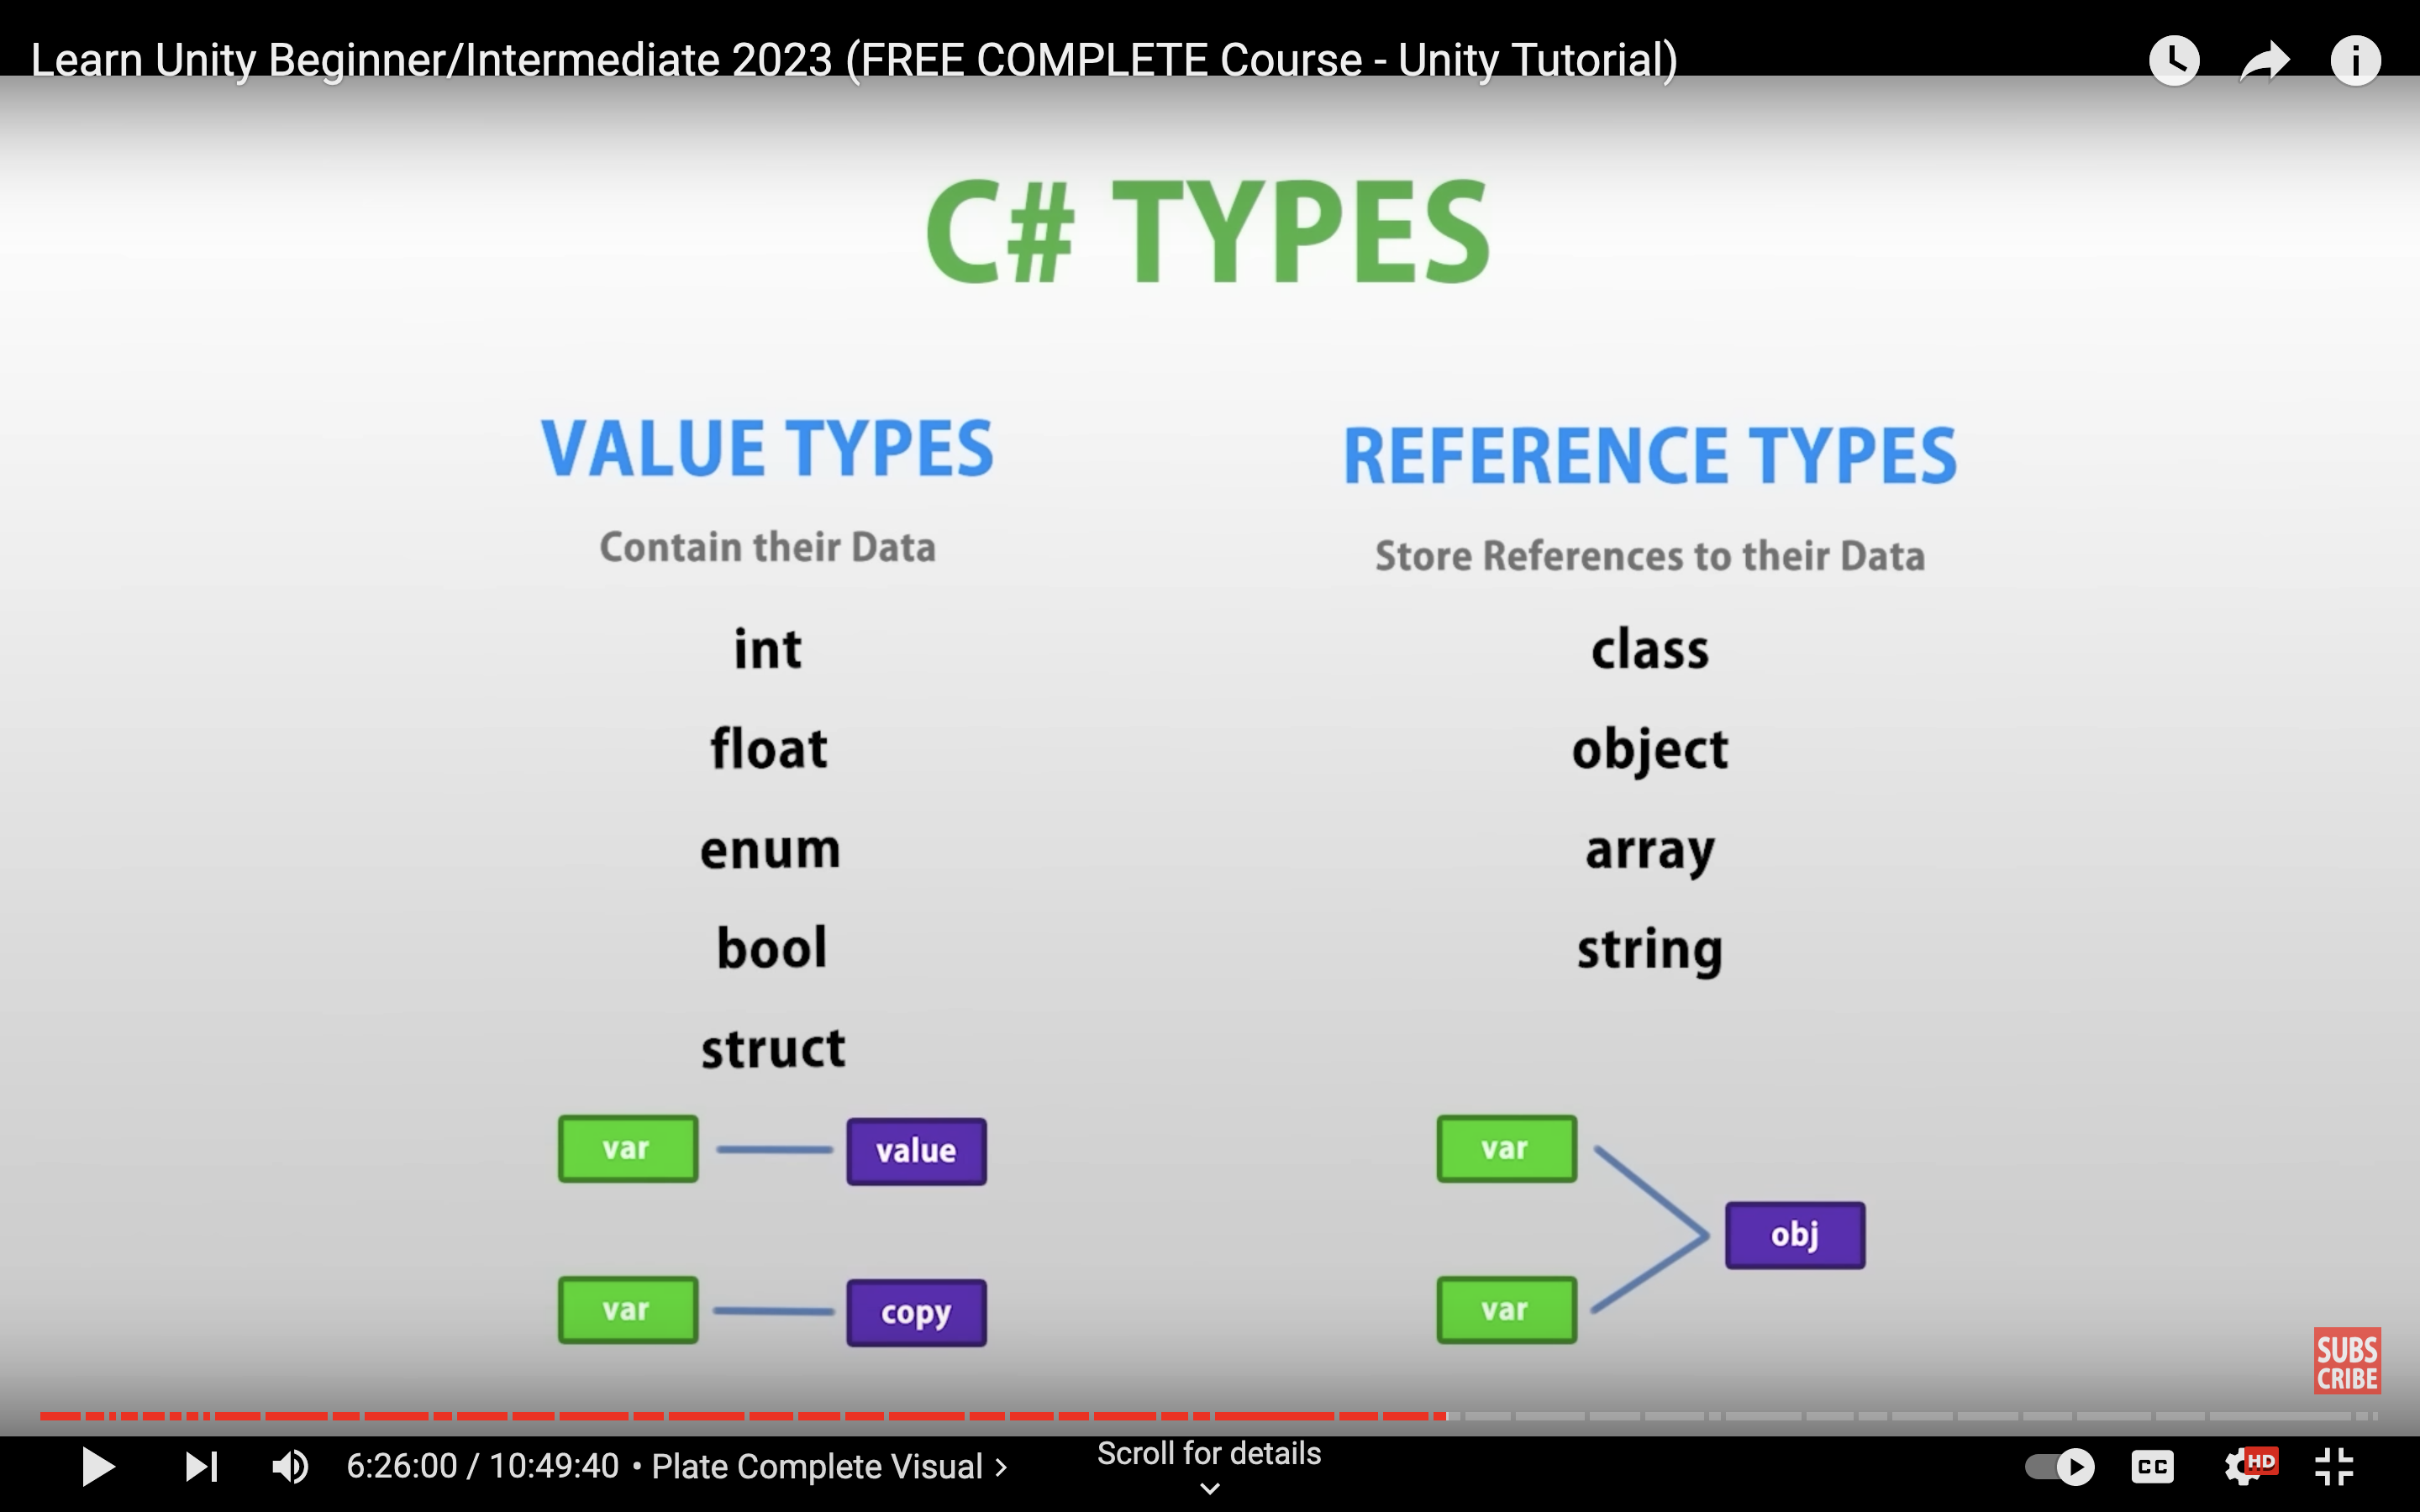 Learn Unity Beginner/Intermediate 2023 (FREE COMPLETE Course - Unity Tutorial)
C# TYPES
VALUE TYPES
Contain their Data
int
float
enum
bool
struct
var
value
var
copy
REFERENCE TYPES
Store References to their Data
class
object
array
string
var
obj
var
SUBS
CRIBE
6:26:00 / 10:49:40 • Plate Complete Visual >
Scroll for details
CC
HD